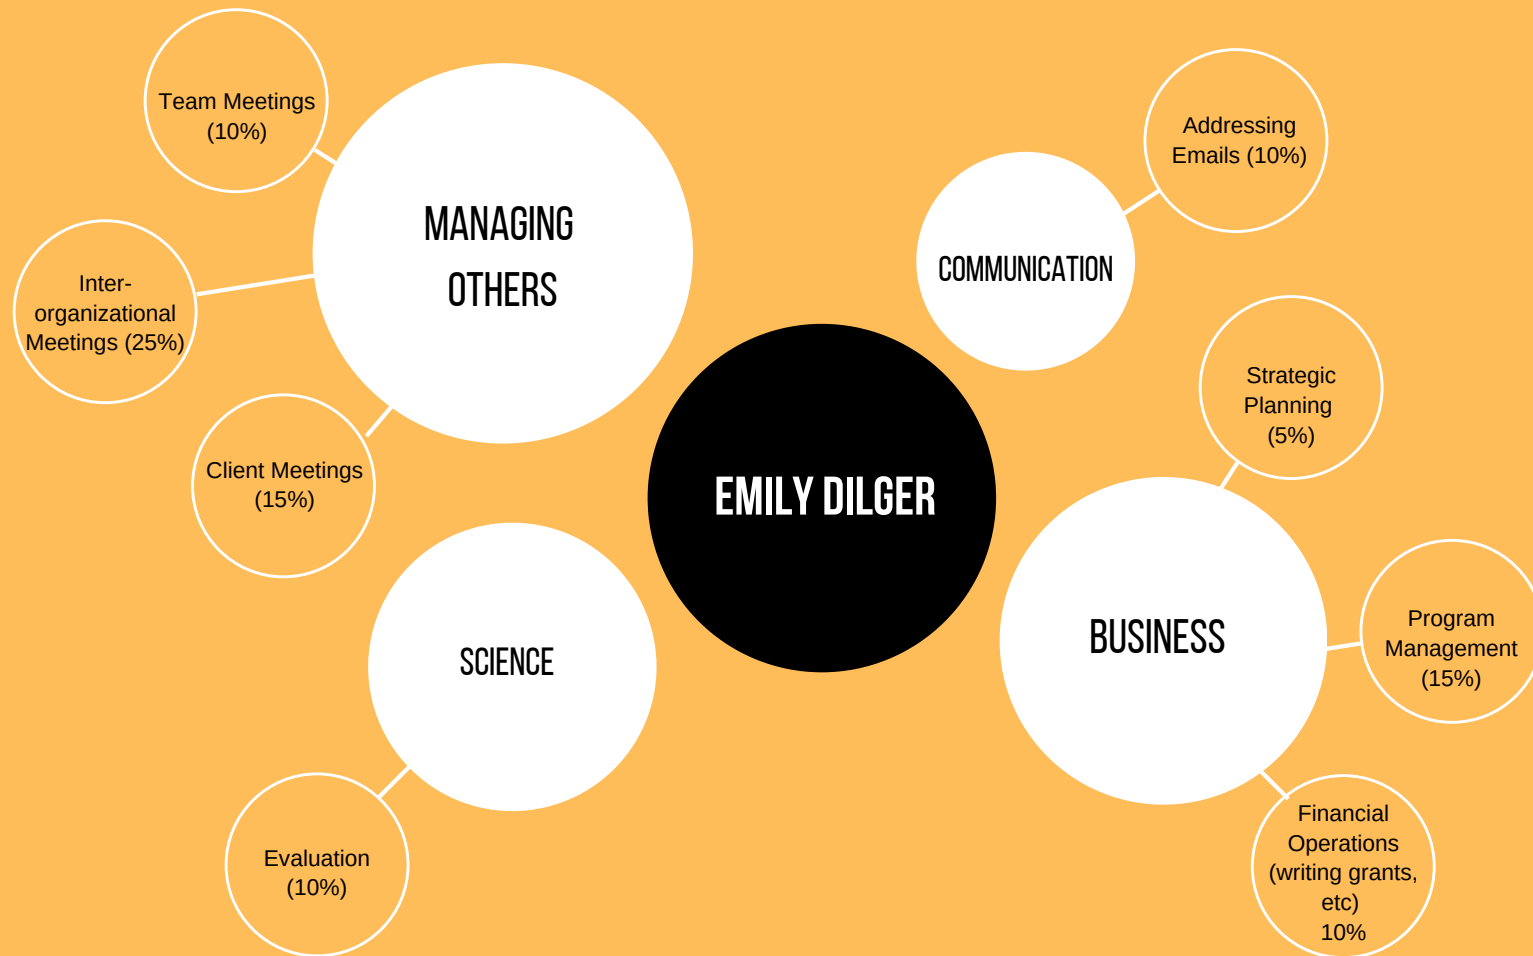 Team Meetings
(10%)
MANAGING
OTHERS
Inter-
organizational
Meetings (25%)
Client Meetings
(15%)
SCIENCE
Evaluation
(10%)
EMILY DILGER
COMMUNICATION
Addressing
Emails (10%)
Strategic
Planning
(5%)
BUSINESS
Program
Management
(15%)
Financial
Operations
(writing grants,
etc)
10%